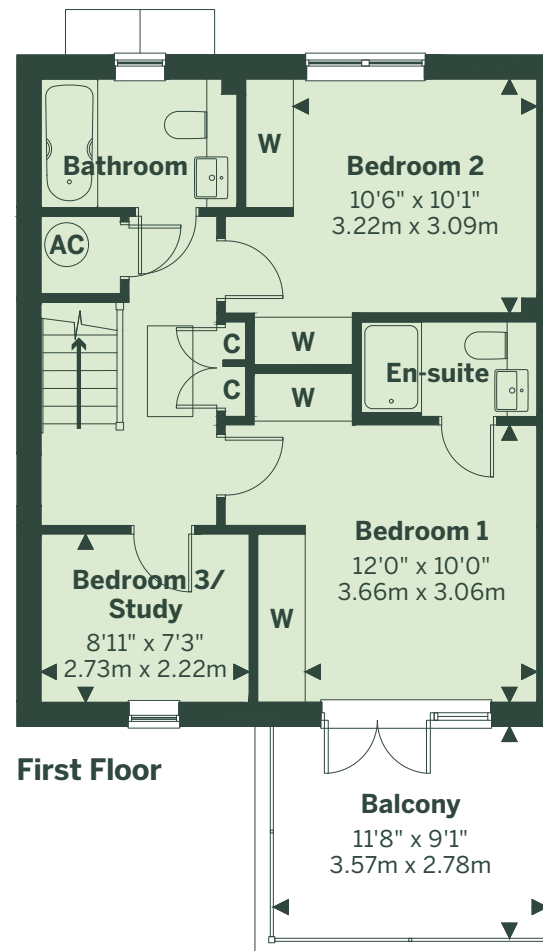 Bathroom
W
Bedroom 2
10'6" x 10'1"
3.22m x 3.09m
AC
C
W
C
W
En-suite
Bedroom 1
12'0" x 10'0"
3.66m x 3.06m
Bedroom 3/
Study
8'11" x 7'3"
2.73m x 2.22m
W
First Floor
Balcony
11'8" x 9'1"
3.57m x 2.78m